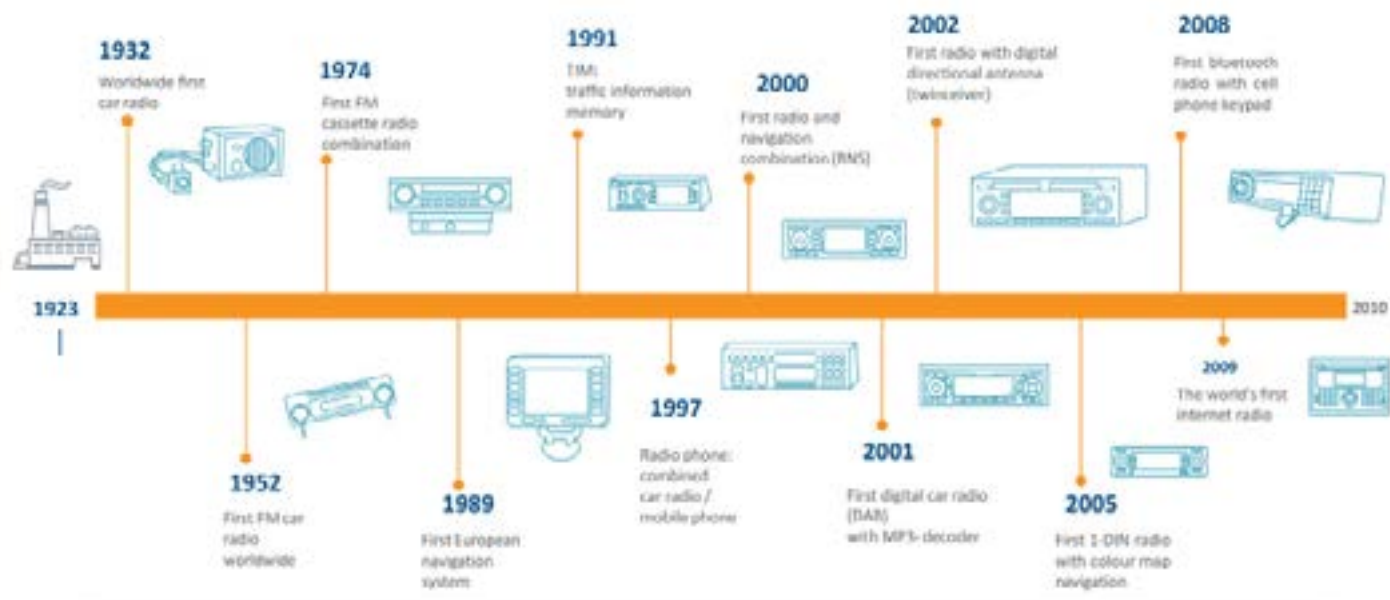 1932
Worldwide first
car radio
1974
First FM
cassette radio
combination
1991
TIM:
traffic information
memory
2000
First radio and
navigation
combination (RNS)
2002
First radio with digital
directional antenna
(twinceiver)
2008
First bluetooth
radio with cell
phone keypad
1923
2010
1952
First FM car
radio
worldwide
1989
First European
navigation
system
1997
Radio phone:
combined
car radio /
mobile phone
2001
First digital car radio
(DAB)
with MP3- decoder
2005
First 1-DIN radio
with colour map
navigation
2009
The world's first
internet radio